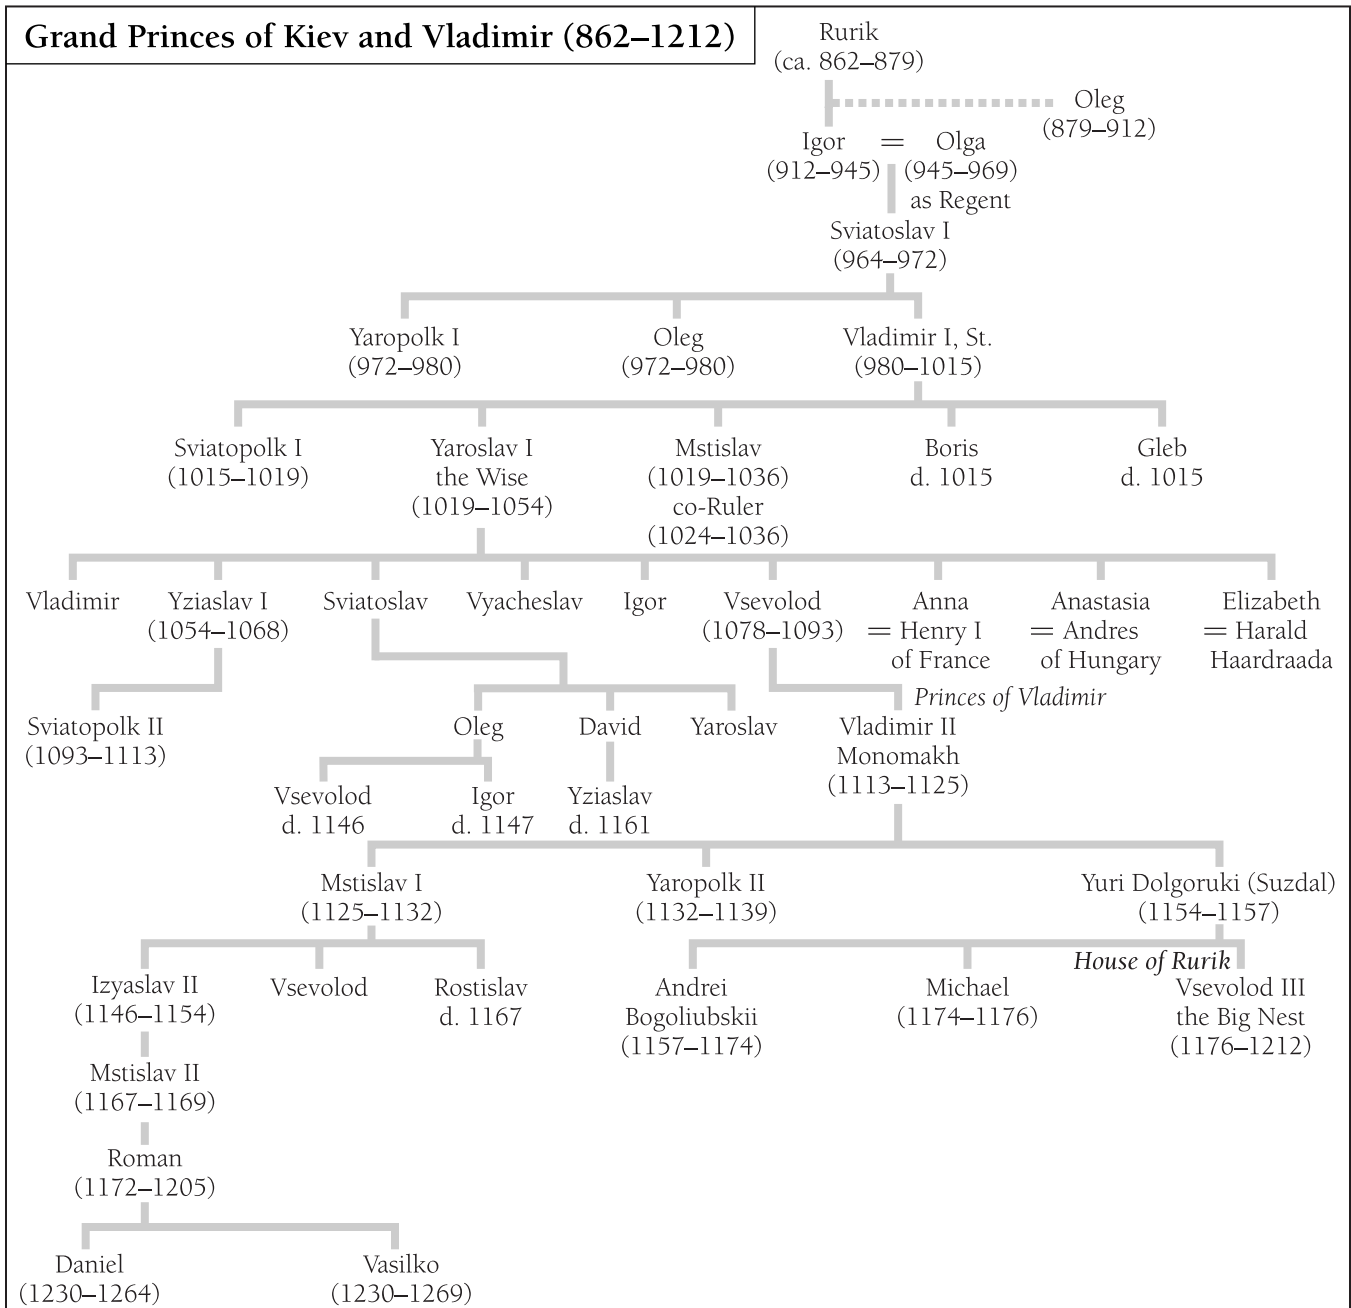 Grand Princes of Kiev and Vladimir (862–1212)
Rurik
(ca. 862–879)
Oleg
(879–912)
Igor = Olga
(912–945) (945–969)
as Regent
Sviatoslav I
(964–972)
Yaropolk I
(972–980)
Oleg
(972–980)
Vladimir I, St.
(980–1015)
Sviatopolk I
(1015–1019)
Yaroslav I
the Wise
(1019–1054)
Mstislav
(1019–1036)
co-Ruler
(1024–1036)
Boris
d. 1015
Gleb
d. 1015
Vladimir
Yziaslav I
(1054–1068)
Sviatoslav
Vyacheslav
Igor
Vsevolod
(1078–1093)
Anna
= Henry I
of France
Anastasia
= Andres
of Hungary
Elizabeth
= Harald
Haardraada
Princes of Vladimir
Sviatopolk II
(1093–1113)
Oleg
David
Yaroslav
Vladimir II
Monomakh
(1113–1125)
Vsevolod
d. 1146
Igor
d. 1147
Yziaslav
d. 1161
Mstislav I
(1125–1132)
Yaropolk II
(1132–1139)
Yuri Dolgoruki (Suzdal)
(1154–1157)
House of Rurik
Izyaslav II
(1146–1154)
Vsevolod
Rostislav
d. 1167
Andrei
Bogoliubskii
(1157–1174)
Michael
(1174–1176)
Vsevolod III
the Big Nest
(1176–1212)
Mstislav II
(1167–1169)
Roman
(1172–1205)
Daniel
(1230–1264)
Vasilko
(1230–1269)